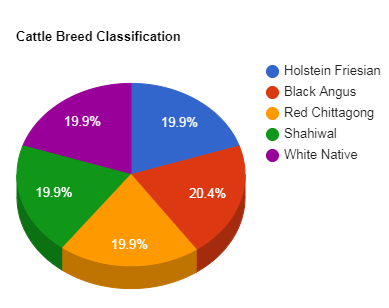 Cattle Breed Classification
Holstein Friesian
Black Angus
Red Chittagong
Shahiwal
White Native
19.9%
19.9%
20.4%
19.9%
19.9%